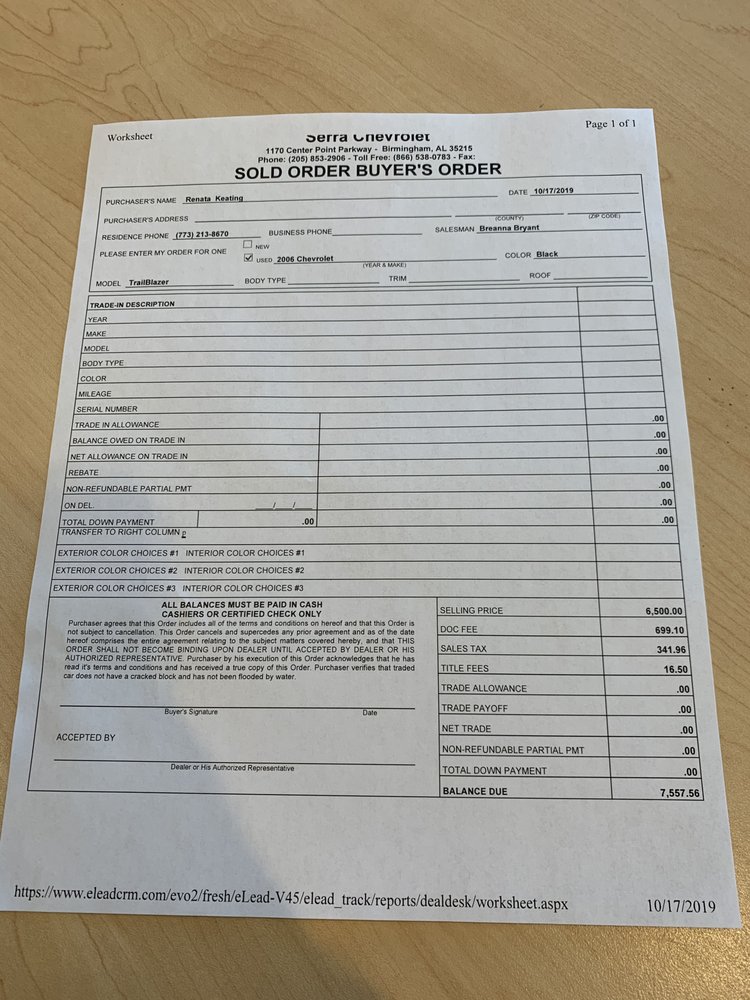 Worksheet
Page 1 of 1
Serra Chevrolet
1170 Center Point Parkway - Birmingham, AL 35215
Phone: (205) 853-2906 - Toll Free: (866) 538-0783 - Fax:
SOLD ORDER BUYER'S ORDER
PURCHASER'S NAME Renata Keating DATE 10/17/2019
PURCHASER'S ADDRESS (COUNTY) (ZIP CODE)
RESIDENCE PHONE (773) 213-8670 BUSINESS PHONE SALESMAN Breanna Bryant
PLEASE ENTER MY ORDER FOR ONE NEW
USED 2006 Chevrolet (YEAR & MAKE) COLOR Black
MODEL TrailBlazer BODY TYPE TRIM ROOF
TRADE-IN DESCRIPTION
YEAR
MAKE
MODEL
BODY TYPE
COLOR
MILEAGE
SERIAL NUMBER
TRADE IN ALLOWANCE .00
BALANCE OWED ON TRADE IN .00
NET ALLOWANCE ON TRADE IN .00
REBATE .00
NON-REFUNDABLE PARTIAL PMT .00
ON DEL. __/__/__ .00
TOTAL DOWN PAYMENT .00 .00
TRANSFER TO RIGHT COLUMN p
EXTERIOR COLOR CHOICES #1 INTERIOR COLOR CHOICES #1
EXTERIOR COLOR CHOICES #2 INTERIOR COLOR CHOICES #2
EXTERIOR COLOR CHOICES #3 INTERIOR COLOR CHOICES #3
ALL BALANCES MUST BE PAID IN CASH
CASHIERS OR CERTIFIED CHECK ONLY
Purchaser agrees that this Order includes all of the terms and conditions on hereof and that this Order is
not subject to cancellation. This Order cancels and supercedes any prior agreement and as of the date
hereof comprises the entire agreement relating to the subject matters covered hereby, and that THIS
ORDER SHALL NOT BECOME BINDING UPON DEALER UNTIL ACCEPTED BY DEALER OR HIS
AUTHORIZED REPRESENTATIVE. Purchaser by his execution of this Order acknowledges that he has
read it's terms and conditions and has received a true copy of this Order. Purchaser verifies that traded
car does not have a cracked block and has not been flooded by water.
Buyer's Signature Date
ACCEPTED BY
Dealer or His Authorized Representative
SELLING PRICE 6,500.00
DOC FEE 699.10
SALES TAX 341.96
TITLE FEES 16.50
TRADE ALLOWANCE .00
TRADE PAYOFF .00
NET TRADE .00
NON-REFUNDABLE PARTIAL PMT .00
TOTAL DOWN PAYMENT .00
BALANCE DUE 7,557.56
https://www.eleadcrm.com/evo2/fresh/eLead-V45/elead_track/reports/dealdesk/worksheet.aspx
10/17/2019